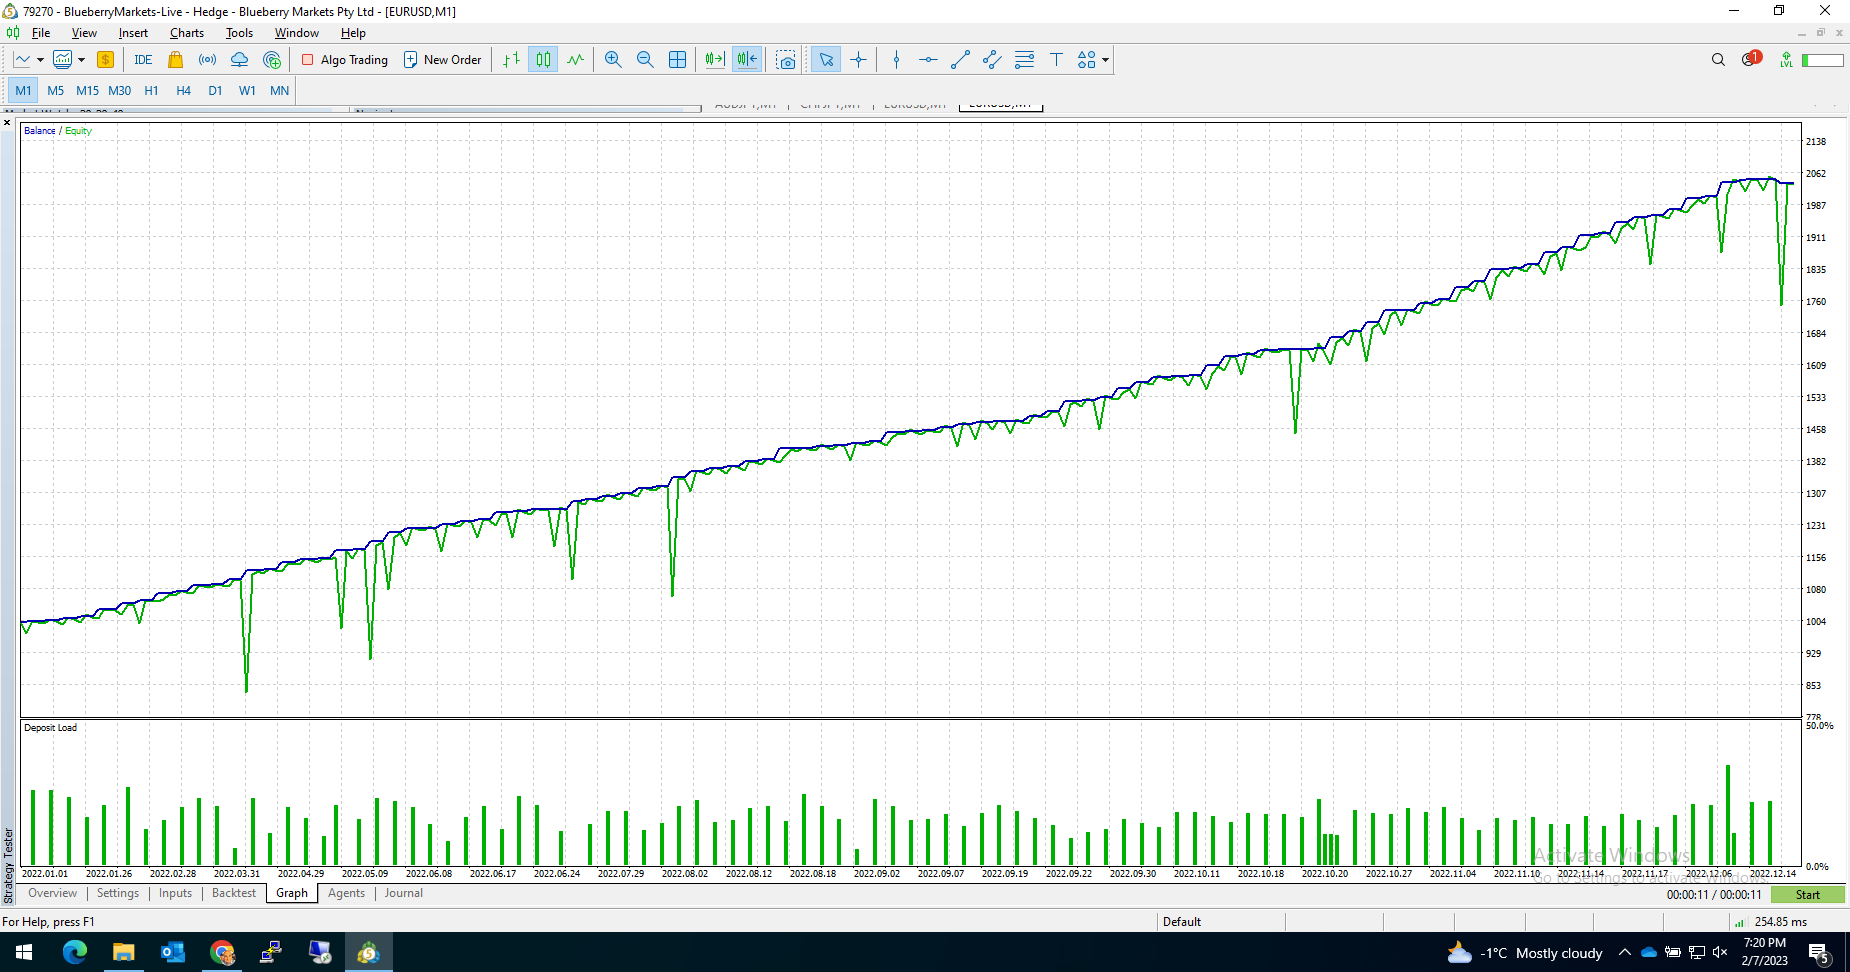 79270 - BlueberryMarkets-Live - Hedge - Blueberry Markets Pty Ltd - [EURUSD,M1]
File View Insert Charts Tools Window Help
IDE Algo Trading New Order 1 LVL
M1 M5 M15 M30 H1 H4 D1 W1 MN
Balance / Equity
2138
2062
1987
1911
1835
1760
1684
1609
1533
1458
1382
1307
1231
1156
1080
1004
929
853
778
Deposit Load
50.0%
0.0%
2022.01.01 2022.01.26 2022.02.28 2022.03.31 2022.04.29 2022.05.09 2022.06.08 2022.06.17 2022.06.24 2022.07.29 2022.08.02 2022.08.12 2022.08.18 2022.09.02 2022.09.07 2022.09.19 2022.09.22 2022.09.30 2022.10.11 2022.10.18 2022.10.20 2022.10.27 2022.11.04 2022.11.10 2022.11.14 2022.11.17 2022.12.06 2022.12.14
Activate Windows
Go to Settings to activate Windows.
Strategy Tester
Overview Settings Inputs Backtest Graph Agents Journal
00:00:11 / 00:00:11 Start
For Help, press F1 Default 254.85 ms
-1°C Mostly cloudy
7:20 PM
2/7/2023
5